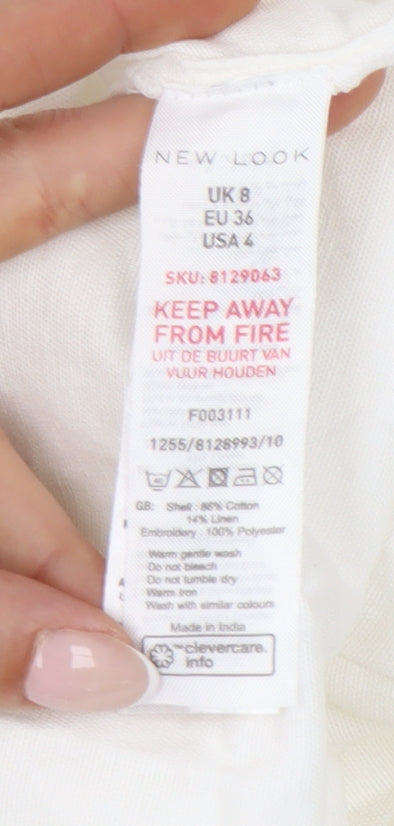 NEW LOOK
UK 8
EU 36
USA 4
SKU: 8129063
KEEP AWAY
FROM FIRE
UIT DE BUURT VAN
VUUR HOUDEN
F003111
1255/8128993/10
40
GB: Shell : 86% Cotton
14% Linen
Embroidery : 100% Polyester
Warm gentle wash
Do not bleach
Do not tumble dry
Warm iron
Wash with similar colours
Made in India
clevercare.
info